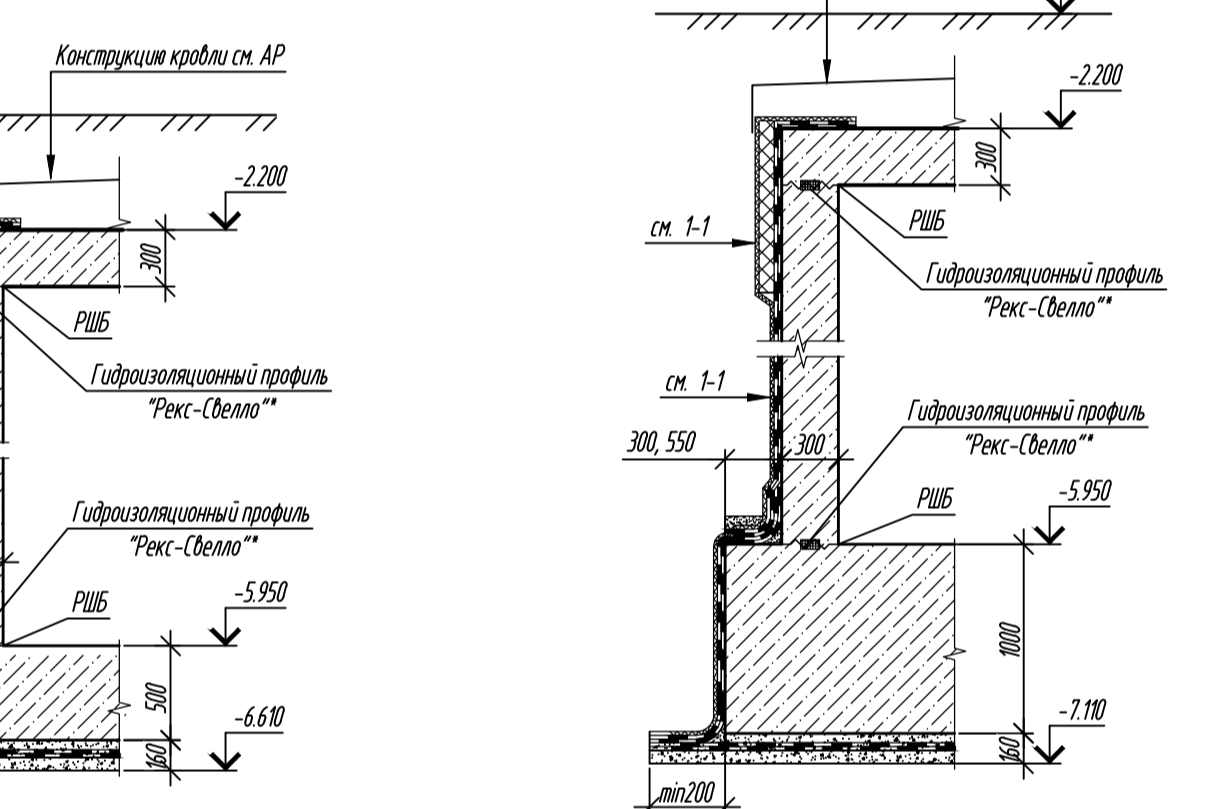 Конструкцию кровли см. АР
-2.200
300
РШБ
Гидроизоляционный профиль
"Рекс-Свелло"*
Гидроизоляционный профиль
"Рекс-Свелло"*
РШБ
-5.950
500
-6.610
160
-2.200
300
см. 1-1
РШБ
Гидроизоляционный профиль
"Рекс-Свелло"*
см. 1-1
Гидроизоляционный профиль
"Рекс-Свелло"*
300, 550
300
РШБ
-5.950
1000
-7.110
160
min200